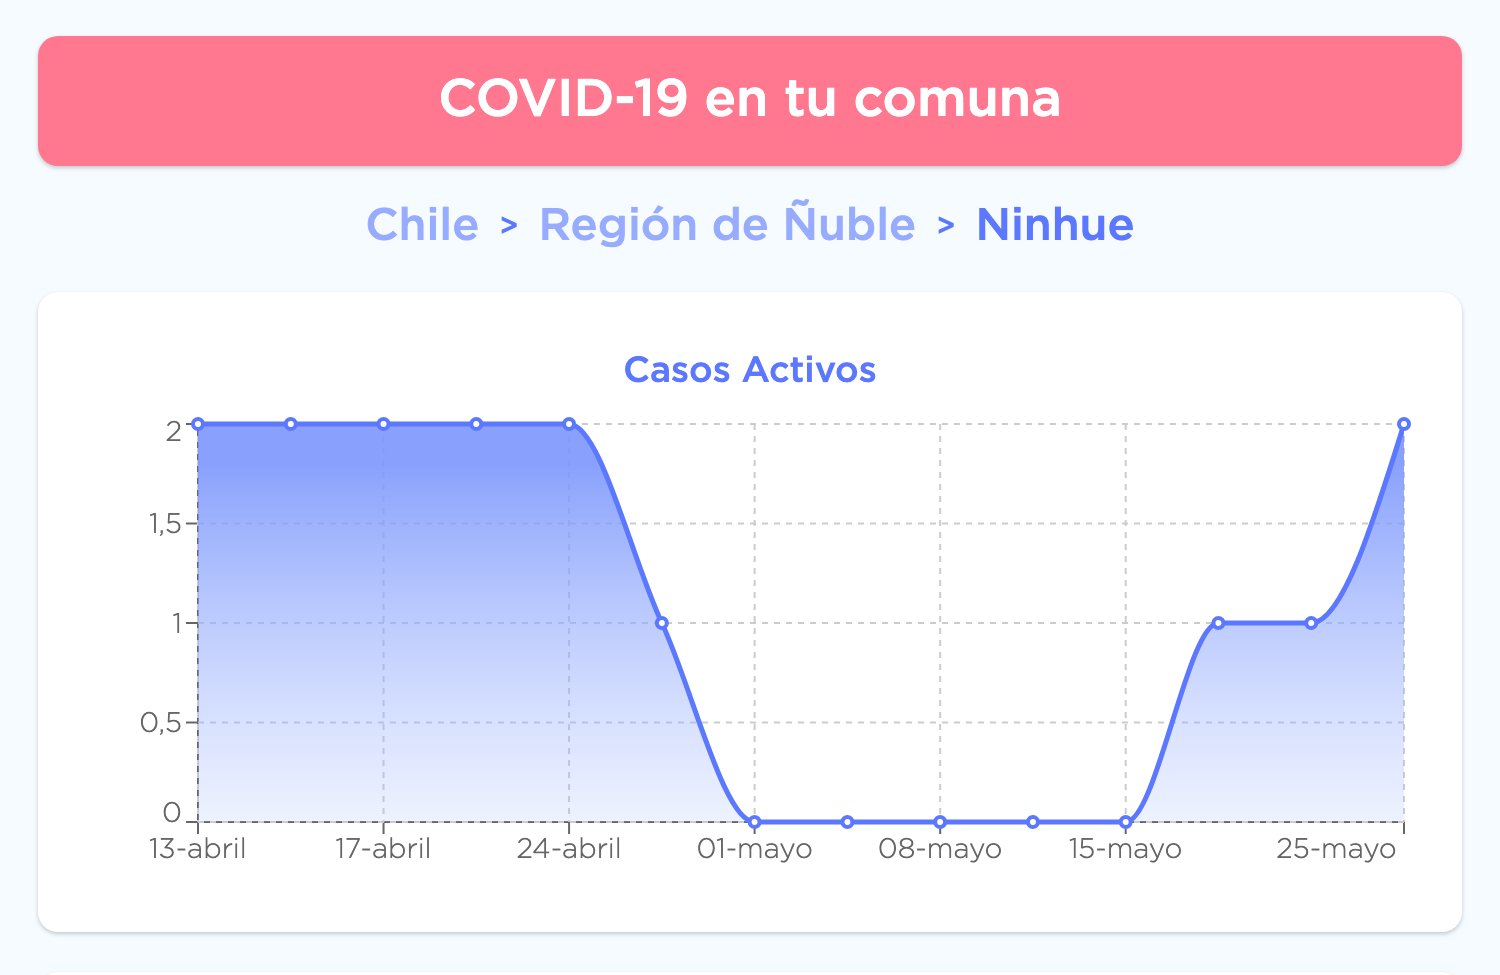 COVID-19 en tu comuna
Chile > Región de Ñuble > Ninhue
Casos Activos
2
1,5
1
0,5
0
13-abril 17-abril 24-abril 01-mayo 08-mayo 15-mayo 25-mayo